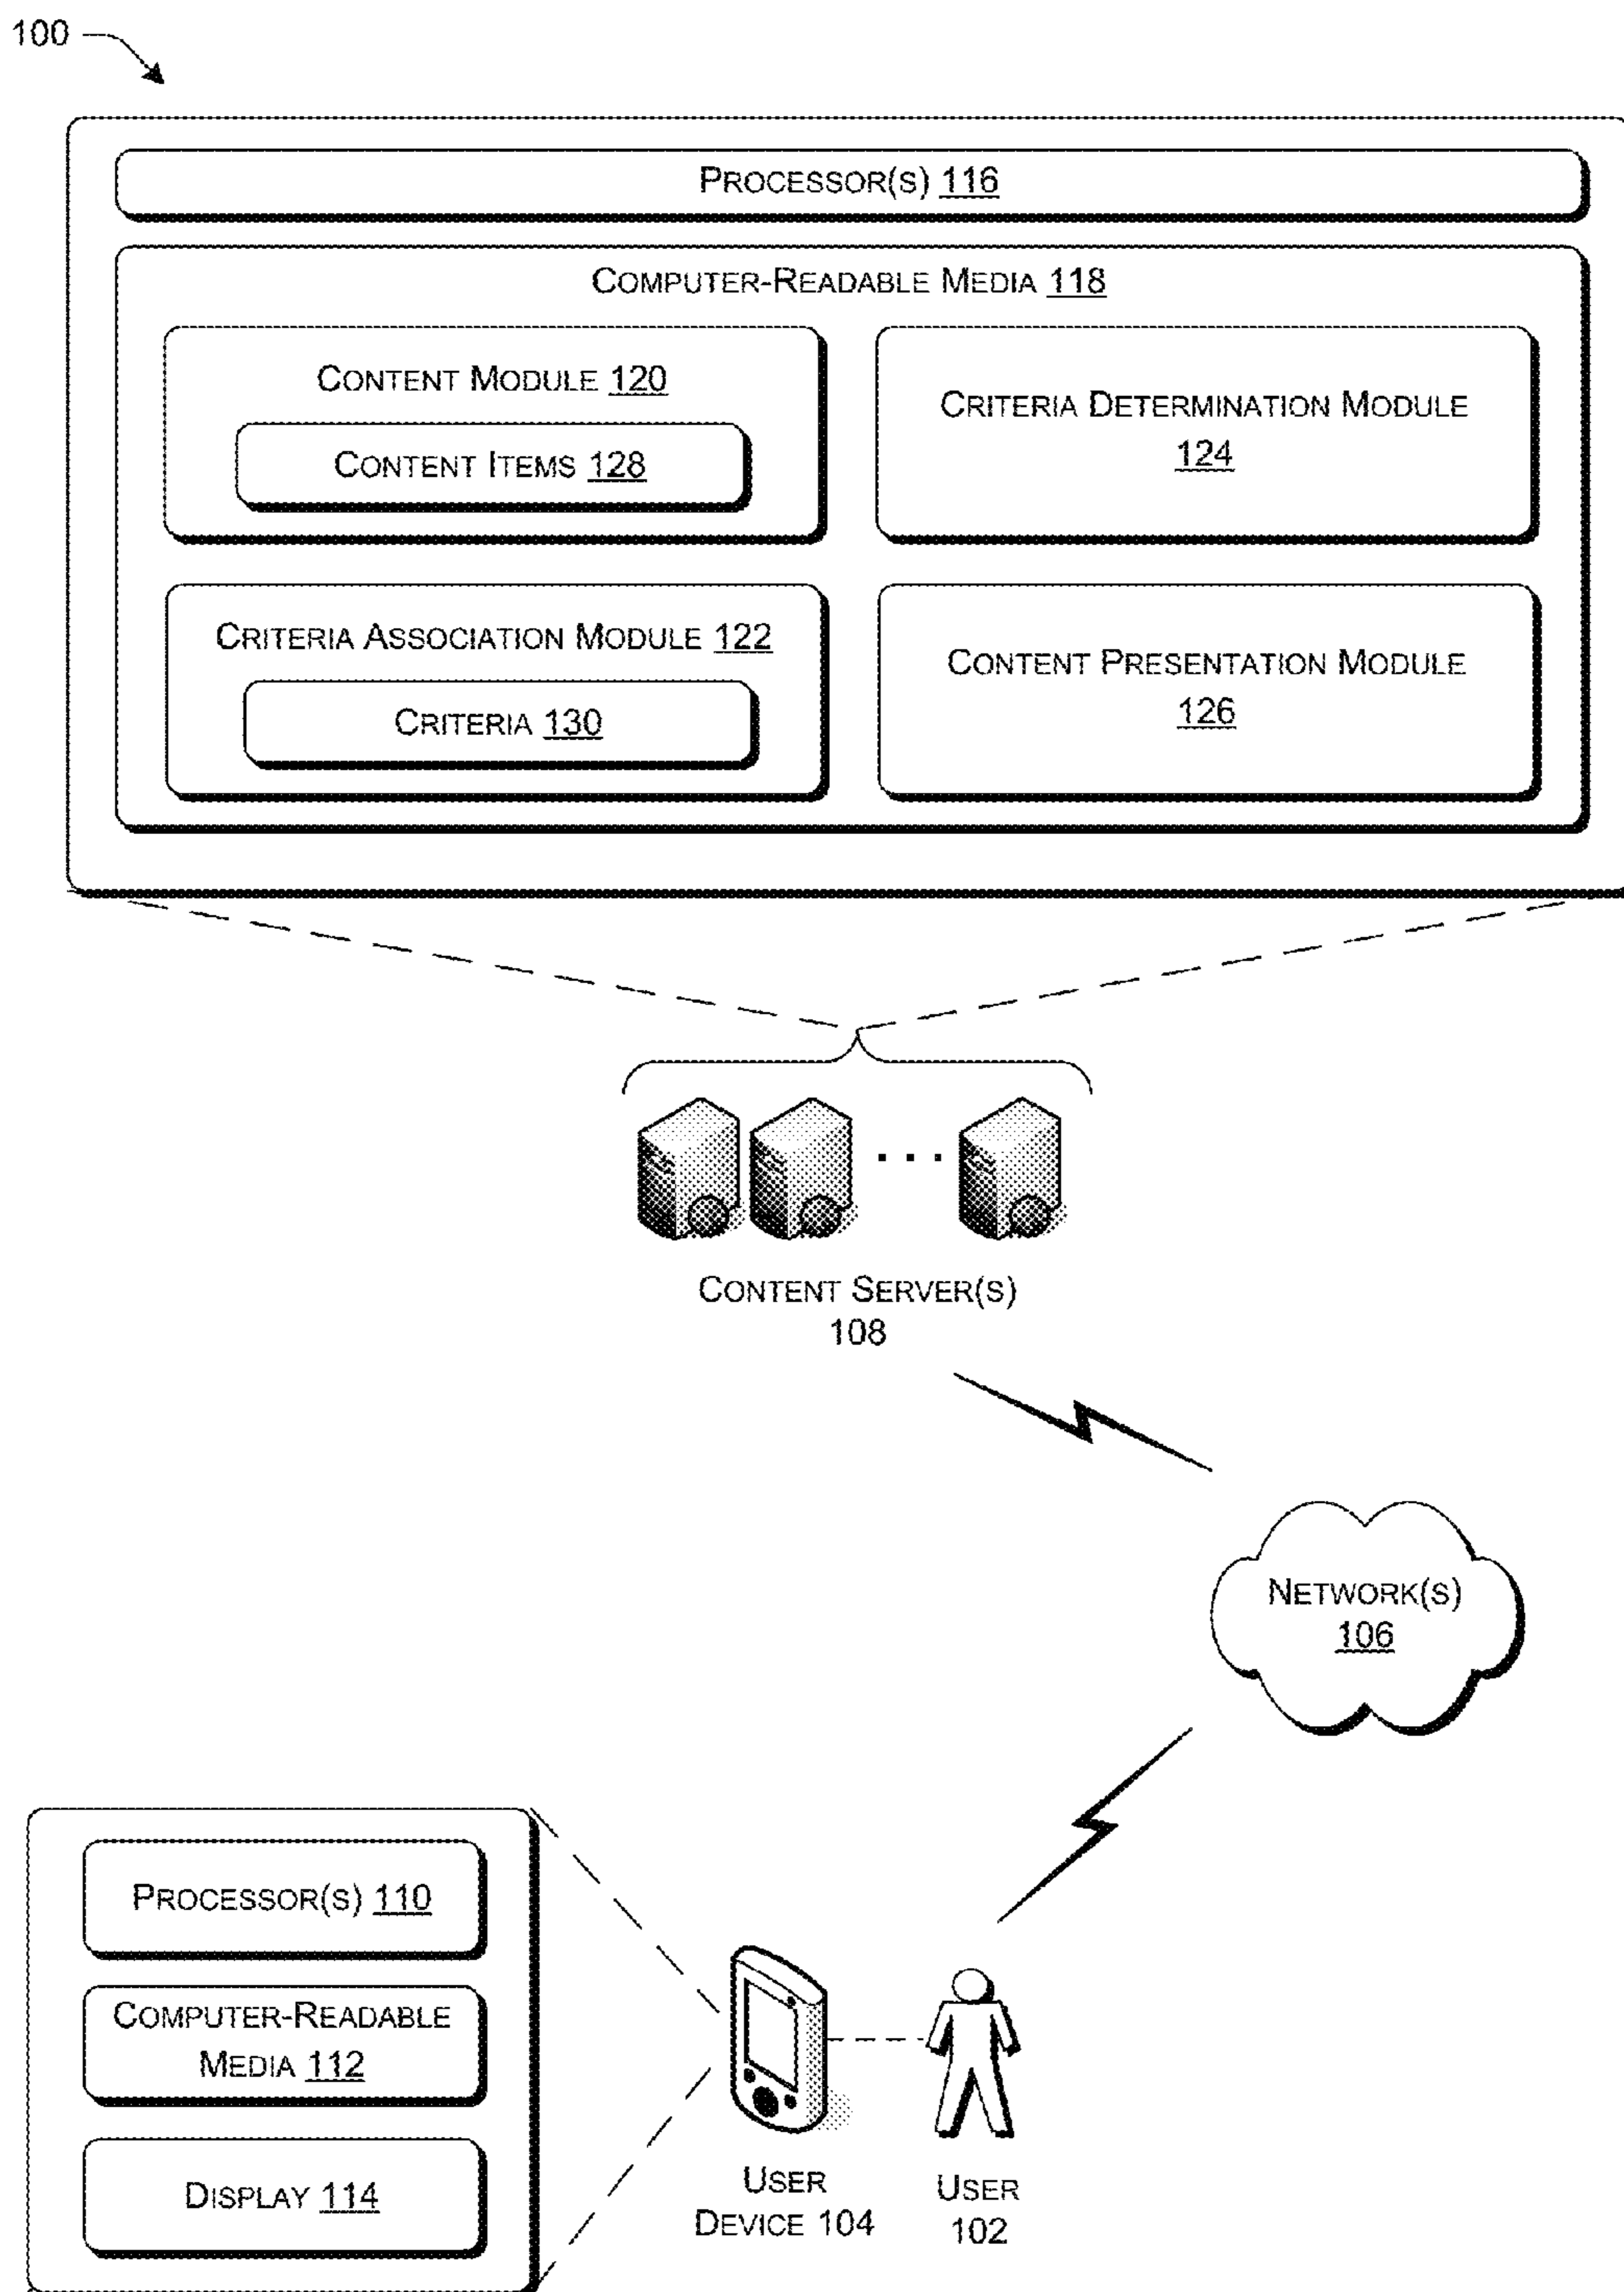 100
PROCESSOR(S) 116
COMPUTER-READABLE MEDIA 118
CONTENT MODULE 120
CONTENT ITEMS 128
CRITERIA DETERMINATION MODULE
124
CRITERIA ASSOCIATION MODULE 122
CRITERIA 130
CONTENT PRESENTATION MODULE
126
CONTENT SERVER(S)
108
NETWORK(S)
106
PROCESSOR(S) 110
COMPUTER-READABLE
MEDIA 112
DISPLAY 114
USER
DEVICE 104
USER
102